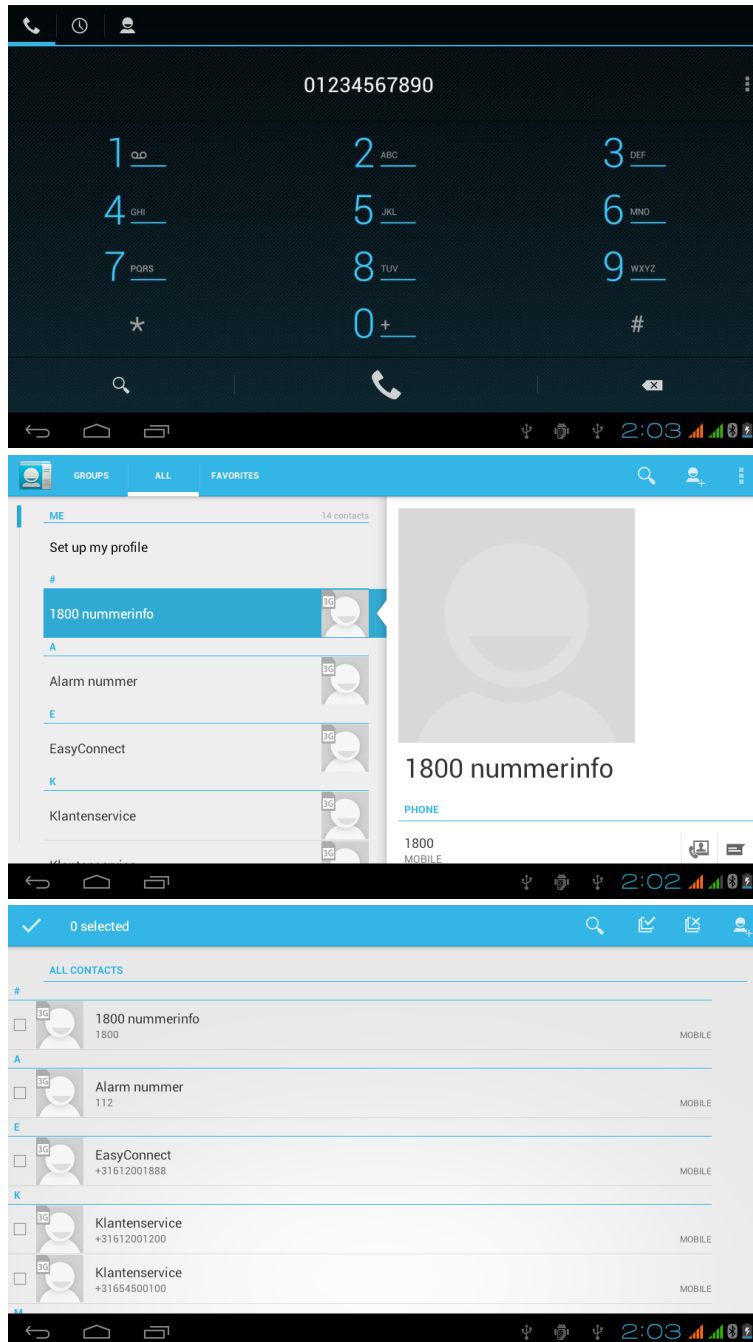 01234567890
1 2 ABC 3 DEF
4 GHI 5 JKL 6 MNO
7 PQRS 8 TUV 9 WXYZ
* 0 + #
2:03
GROUPS ALL FAVORITES
ME 14 contacts
Set up my profile
#
3G
1800 nummerinfo
A
3G
Alarm nummer
E
3G
EasyConnect
K
3G
Klantenservice
3G
Klantenservice
1800 nummerinfo
PHONE
1800
MOBILE
2:02
0 selected
ALL CONTACTS
#
3G
1800 nummerinfo
1800 MOBILE
A
3G
Alarm nummer
112 MOBILE
E
3G
EasyConnect
+31612001888 MOBILE
K
3G
Klantenservice
+31612001200 MOBILE
3G
Klantenservice
+31654500100 MOBILE
M
2:03